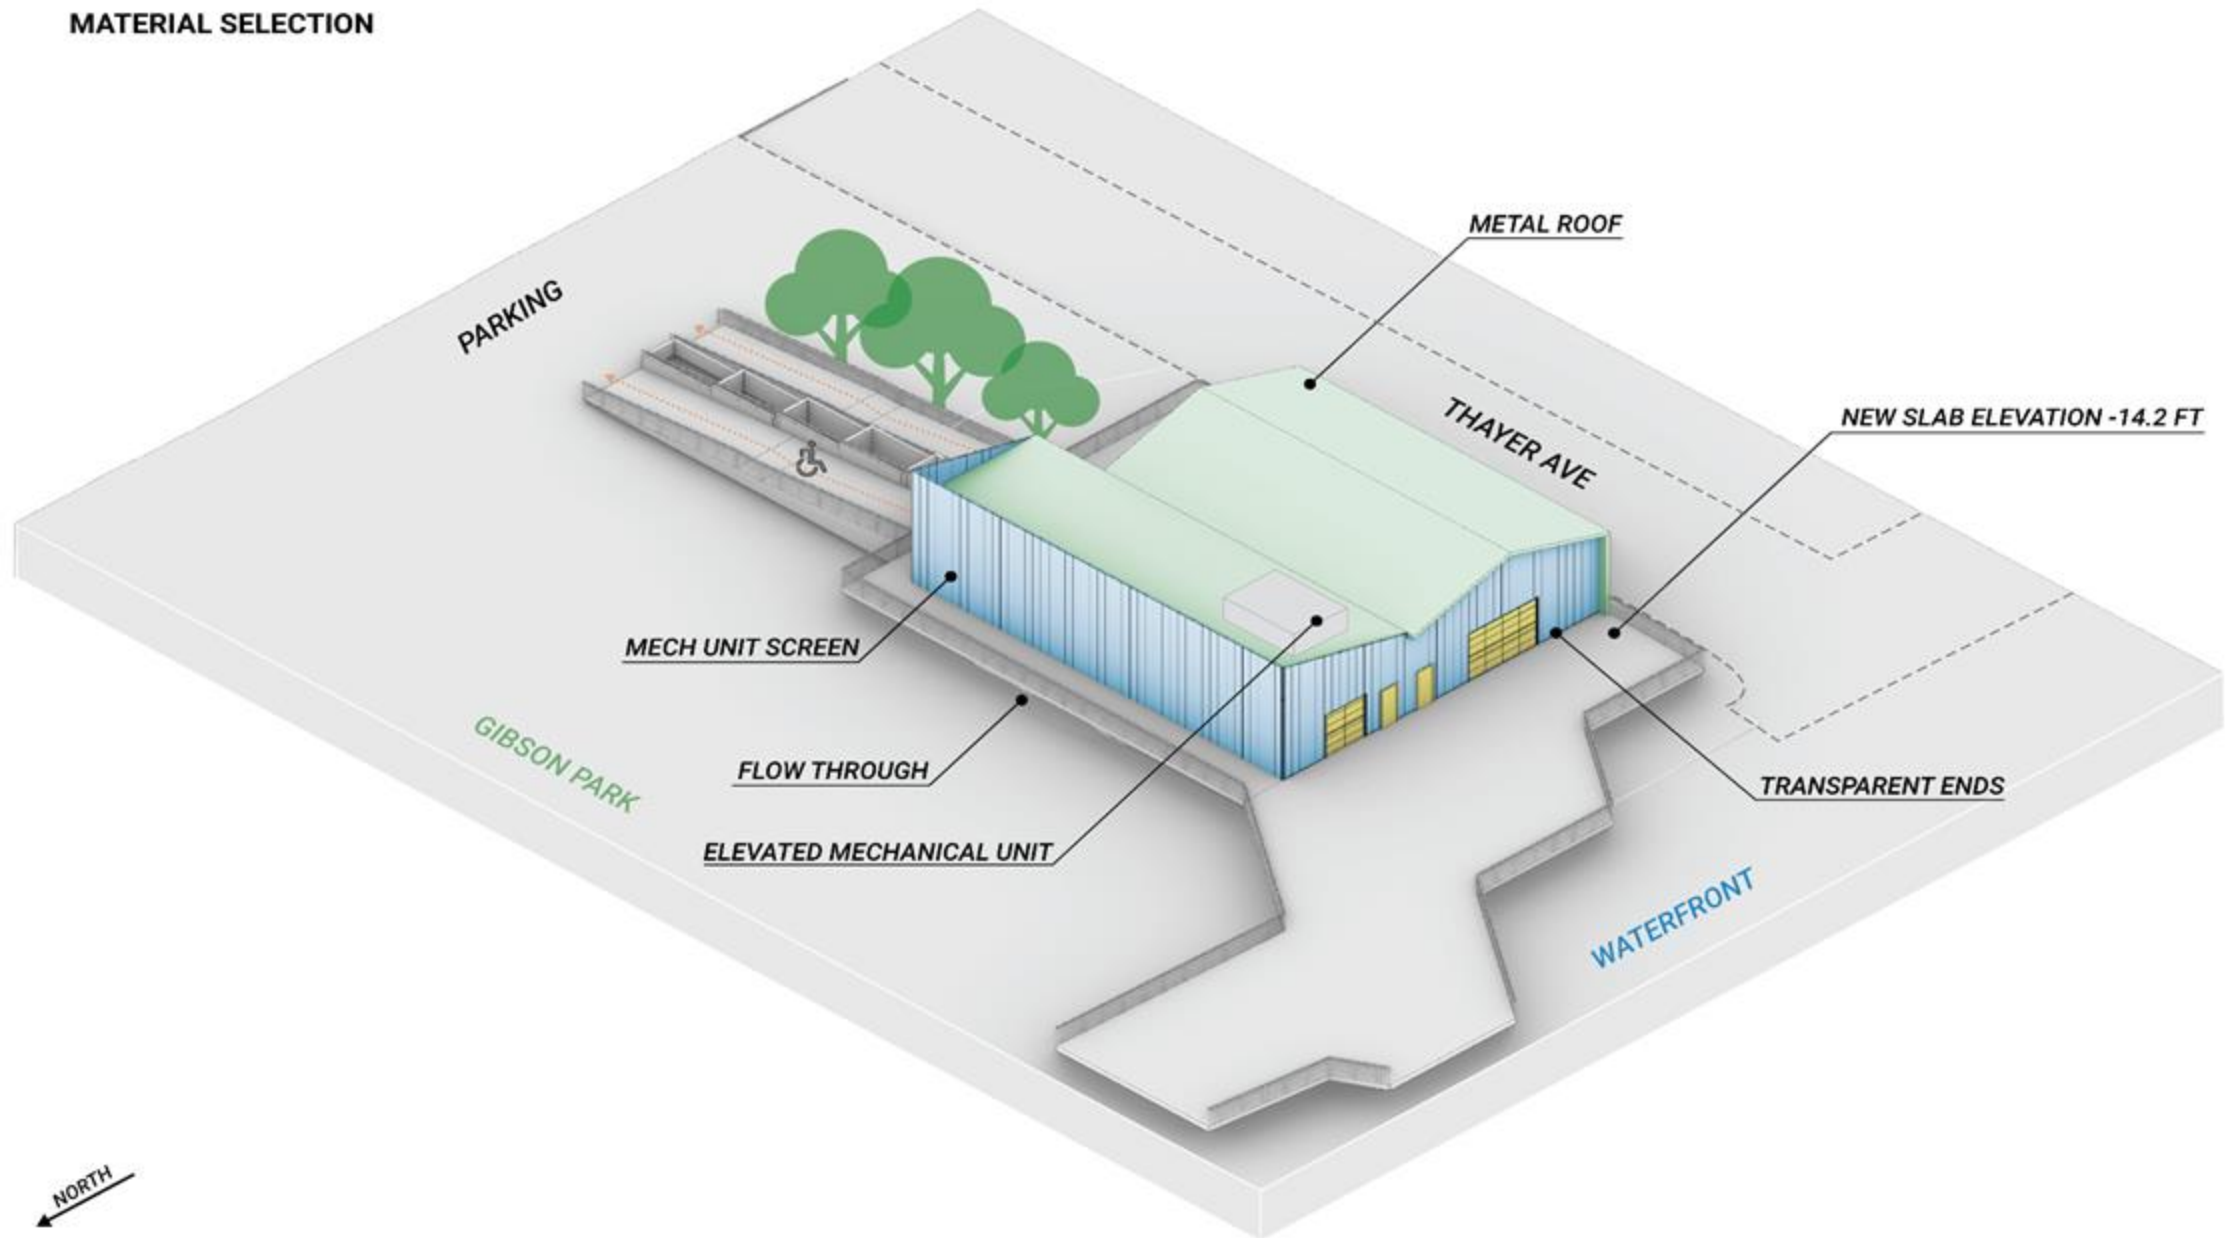 MATERIAL SELECTION
METAL ROOF
PARKING
THAYER AVE
NEW SLAB ELEVATION -14.2 FT
MECH UNIT SCREEN
GIBSON PARK
FLOW THROUGH
TRANSPARENT ENDS
ELEVATED MECHANICAL UNIT
WATERFRONT
NORTH